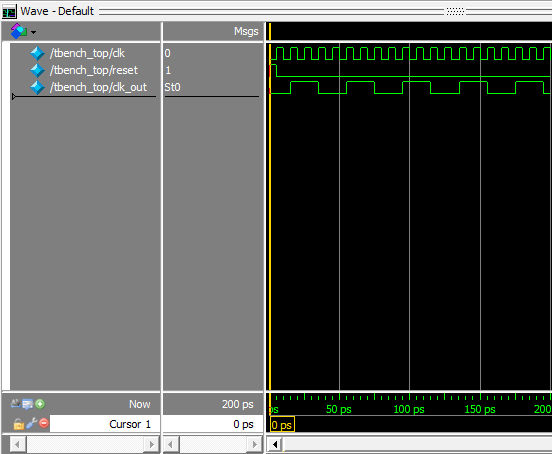 Wave - Default
Msgs
/tbench_top/clk 0
/tbench_top/reset 1
/tbench_top/clk_out St0
Now 200 ps ps 50 ps 100 ps 150 ps 200
Cursor 1 0 ps 0 ps